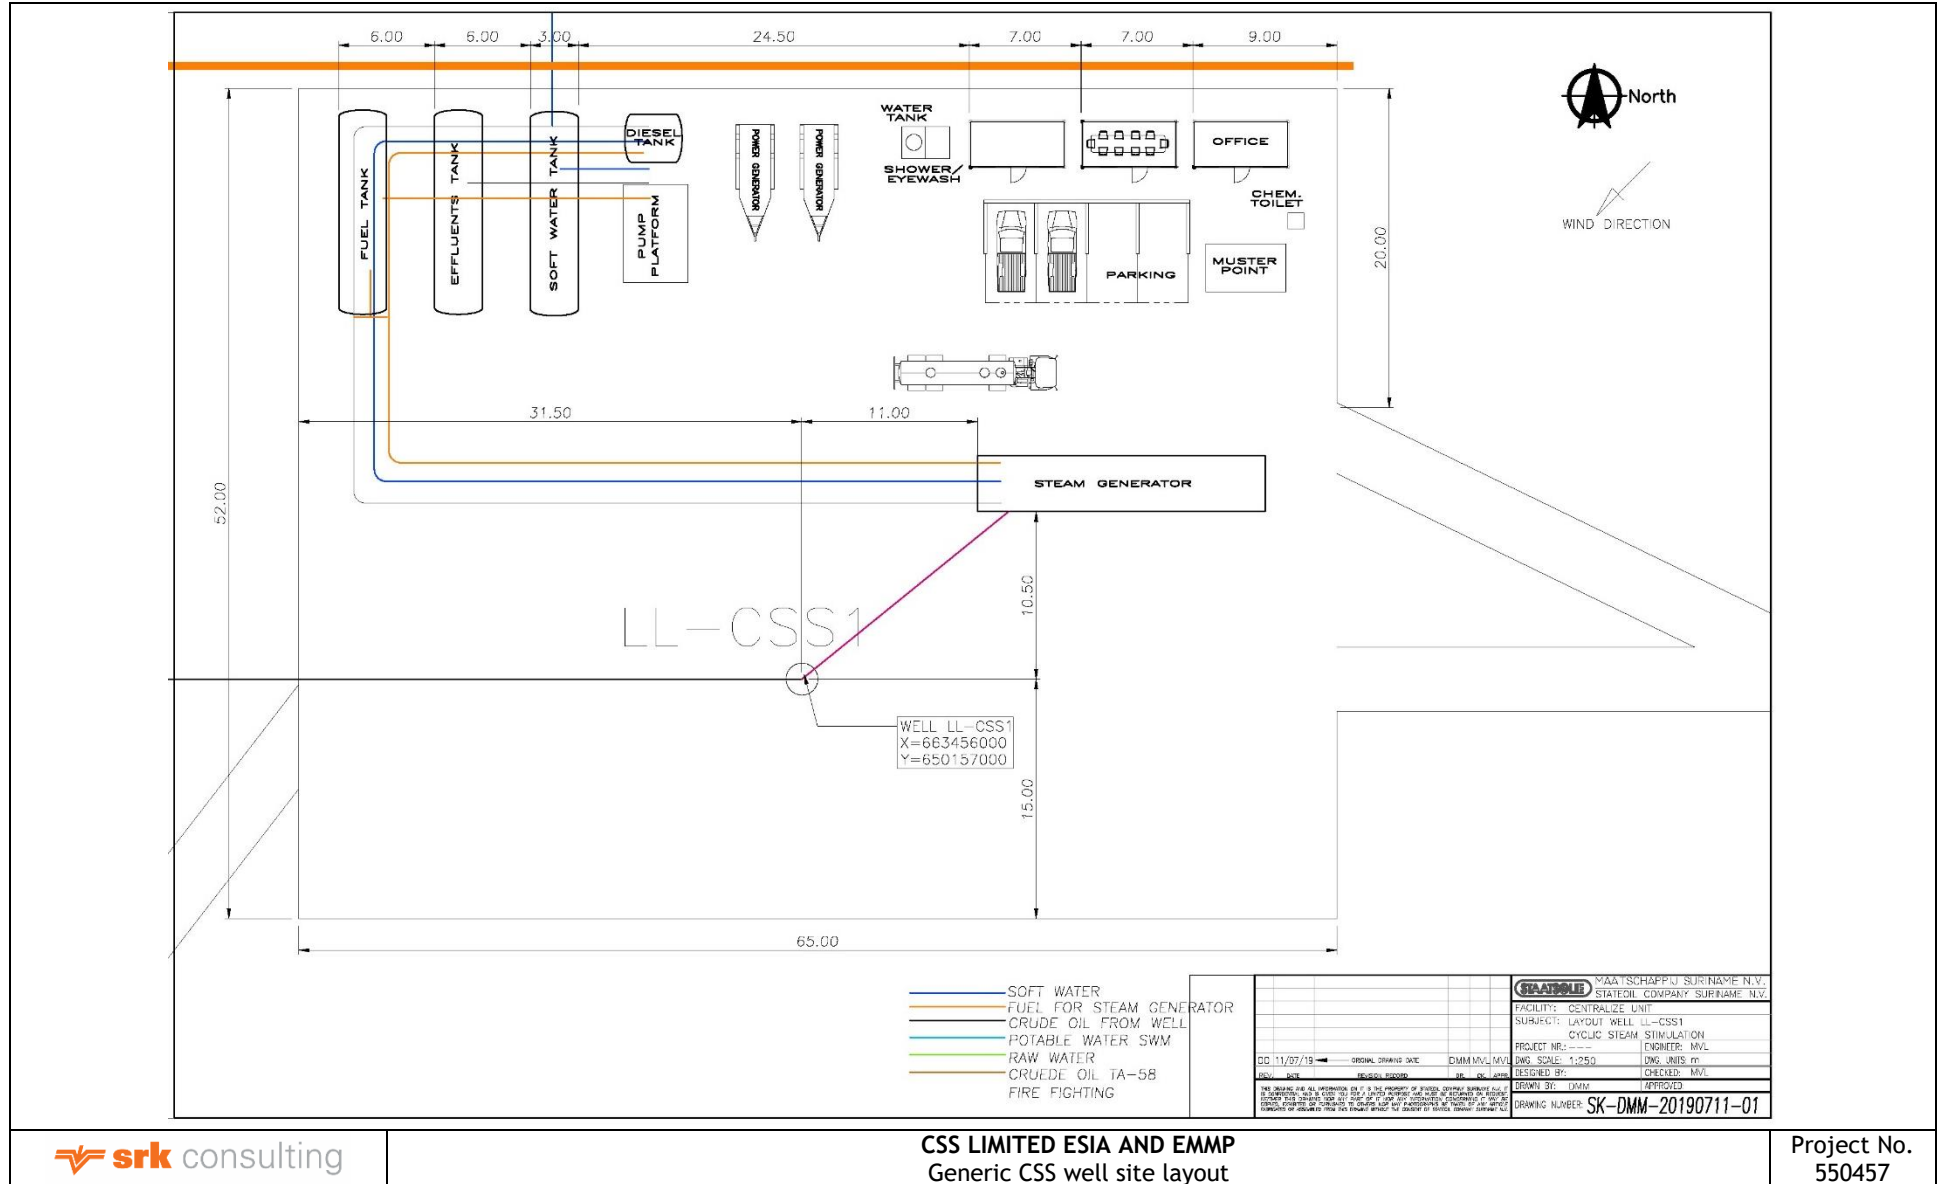 6.00 6.00 3.00 24.50 7.00 7.00 9.00
North
WIND DIRECTION
FUEL TANK
EFFLUENTS TANK
SOFT WATER TANK
DIESEL
TANK
PUMP
PLATFORM
POWER GENERATOR
POWER GENERATOR
WATER
TANK
SHOWER/
EYEWASH
OFFICE
CHEM.
TOILET
PARKING
MUSTER
POINT
20.00
52.00
31.50 11.00
STEAM GENERATOR
10.50
LL-CSS1
WELL LL-CSS1
X=663456000
Y=650157000
15.00
65.00
SOFT WATER
FUEL FOR STEAM GENERATOR
CRUDE OIL FROM WELL
POTABLE WATER SWM
RAW WATER
CRUEDE OIL TA-58
FIRE FIGHTING
00 11/07/19 ORIGINAL DRAWING DATE DMM MVL MVL
REV. DATE REVISION RECORD DR. CK. APPR.
STAATSOLIE MAATSCHAPPIJ SURINAME N.V.
STATEOIL COMPANY SURINAME N.V.
FACILITY: CENTRALIZE UNIT
SUBJECT: LAYOUT WELL LL-CSS1
CYCLIC STEAM STIMULATION
PROJECT NR.: --- ENGINEER: MVL
DWG. SCALE: 1:250 DWG. UNITS: m
DESIGNED BY: CHECKED: MVL
DRAWN BY: DMM APPROVED:
DRAWING NUMBER: SK-DMM-20190711-01
srk consulting
CSS LIMITED ESIA AND EMMP
Generic CSS well site layout
Project No.
550457